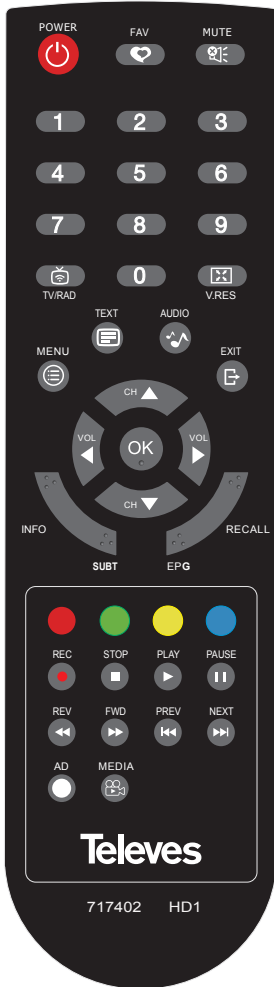 POWER FAV MUTE
1 2 3
4 5 6
7 8 9
0
TV/RAD V.RES
TEXT AUDIO
MENU EXIT
CH
VOL OK VOL
CH
INFO RECALL
SUBT EPG
REC STOP PLAY PAUSE
REV FWD PREV NEXT
AD MEDIA
Televes
717402 HD1